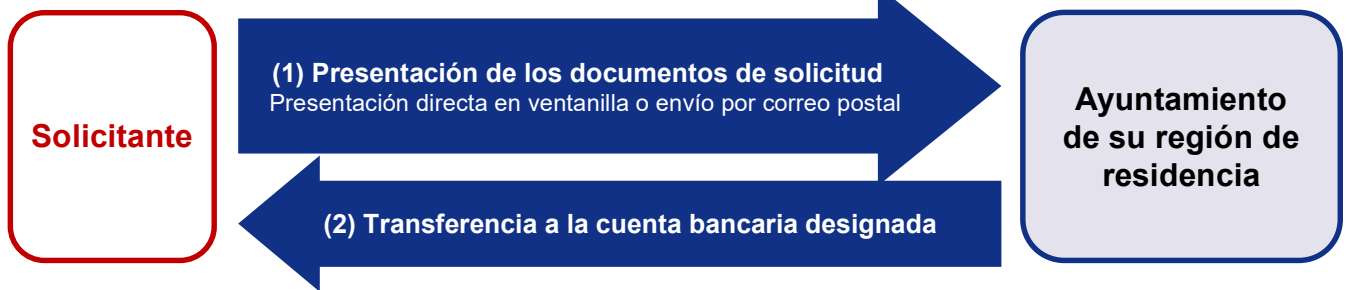 Solicitante
(1) Presentación de los documentos de solicitud
Presentación directa en ventanilla o envío por correo postal
(2) Transferencia a la cuenta bancaria designada
Ayuntamiento
de su región de
residencia